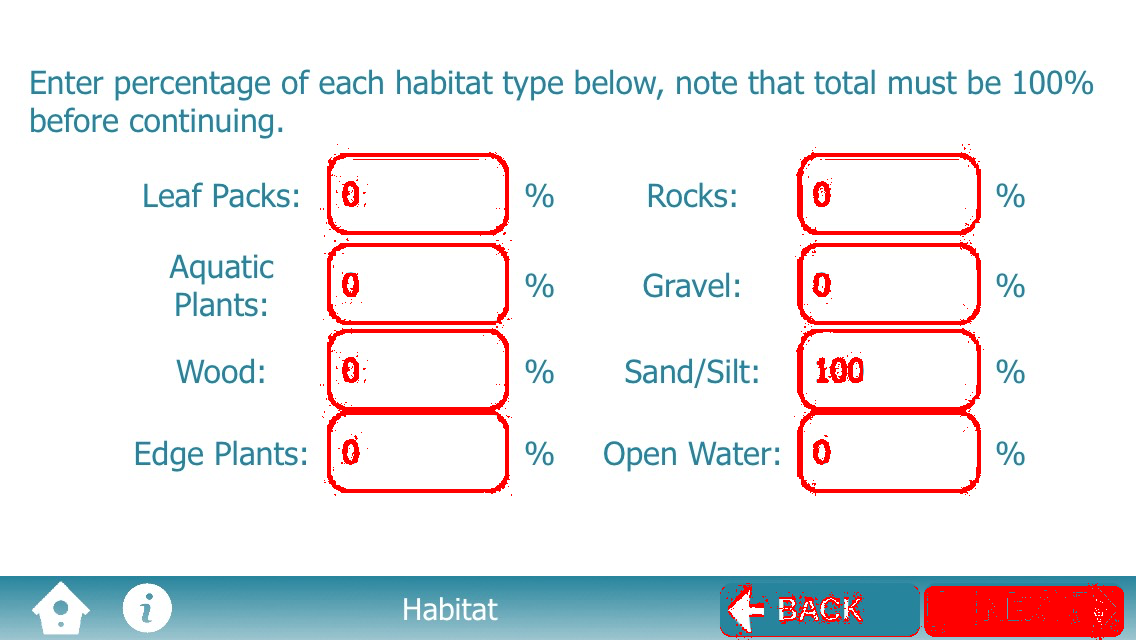 Enter percentage of each habitat type below, note that total must be 100%
before continuing.
Leaf Packs: 0 % Rocks: 0 %
Aquatic
Plants: 0 % Gravel: 0 %
Wood: 0 % Sand/Silt: 100 %
Edge Plants: 0 % Open Water: 0 %
i Habitat BACK